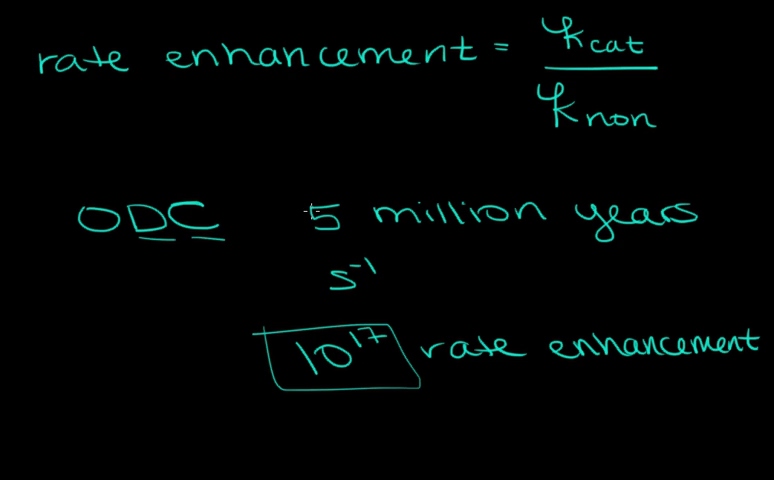 rate enhancement = kcat
knon
ODC 5 million years
s⁻¹
10¹⁷ rate enhancement